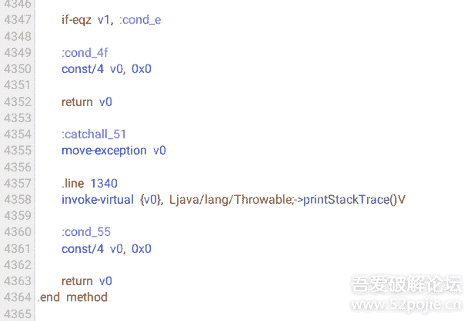 4346
4347 if-eqz v1, :cond_e
4348
4349 :cond_4f
4350 const/4 v0, 0x0
4351
4352 return v0
4353
4354 :catchall_51
4355 move-exception v0
4356
4357 .line 1340
4358 invoke-virtual {v0}, Ljava/lang/Throwable;->printStackTrace()V
4359
4360 :cond_55
4361 const/4 v0, 0x0
4362
4363 return v0
4364 .end method
4365
吾爱破解论坛
www.52pojie.cn